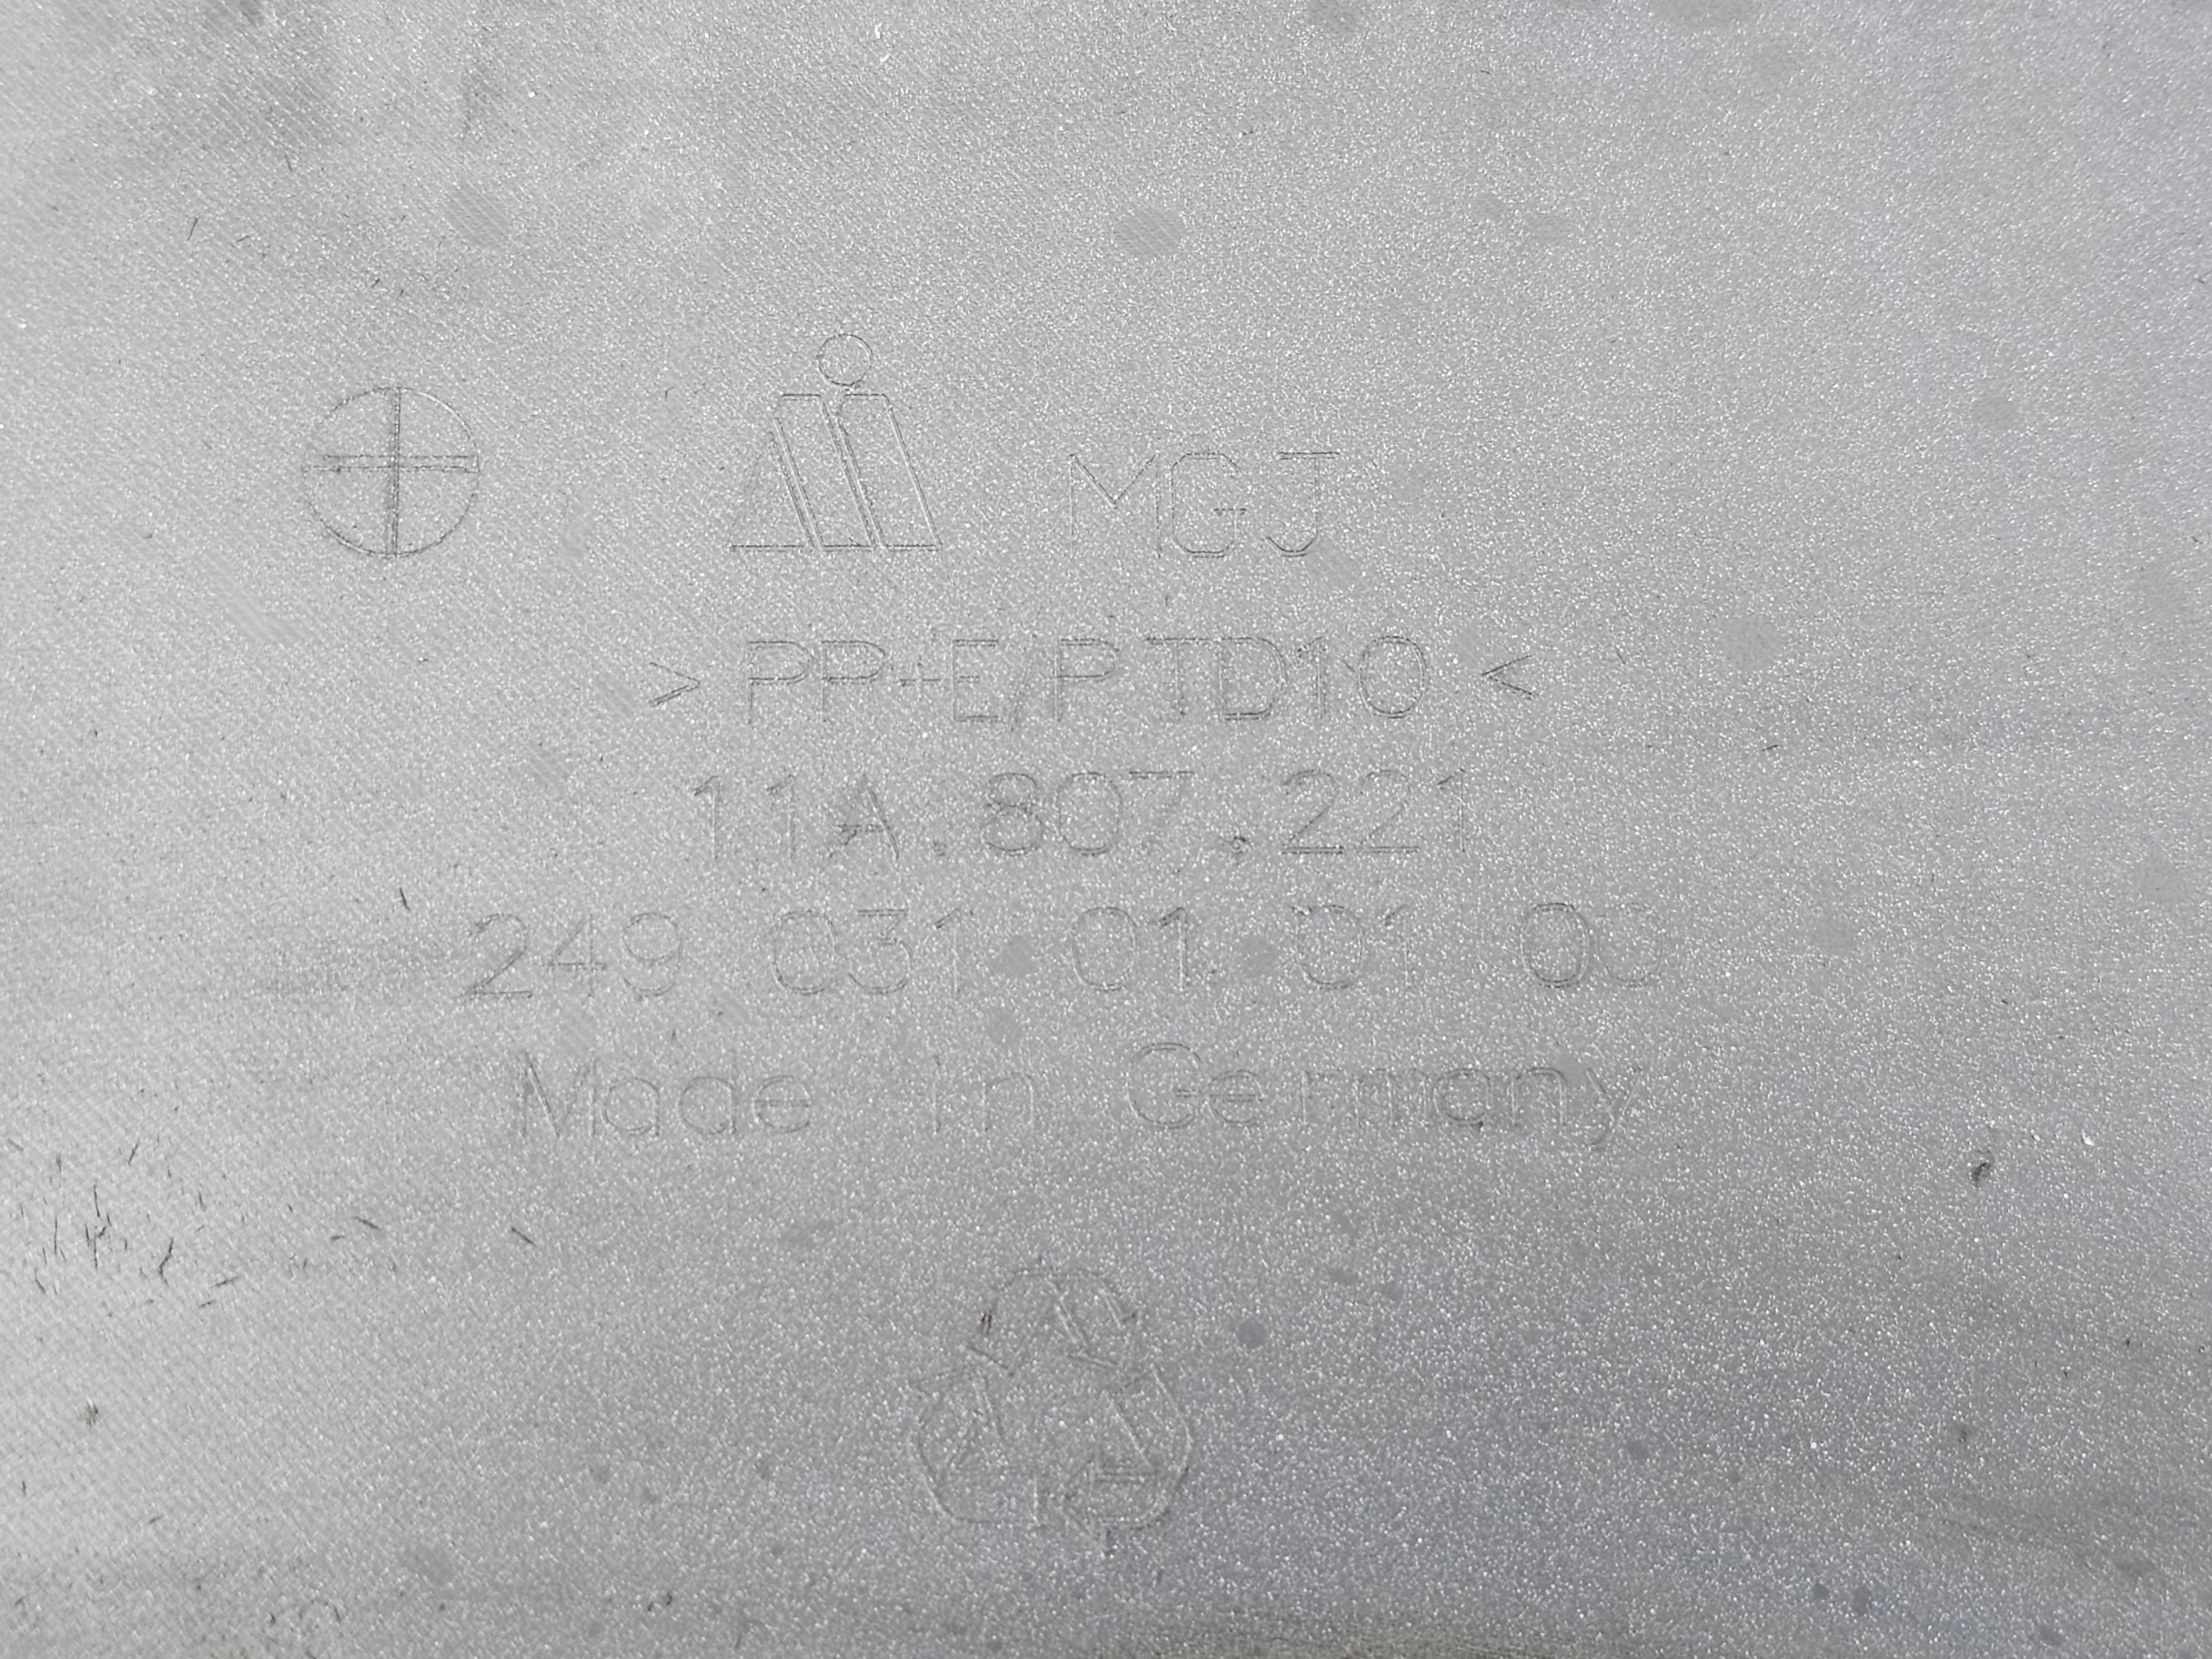 MGJ
>PP+E/P TD10<
11A.807.221
249 031 01 01 00
Made in Germany